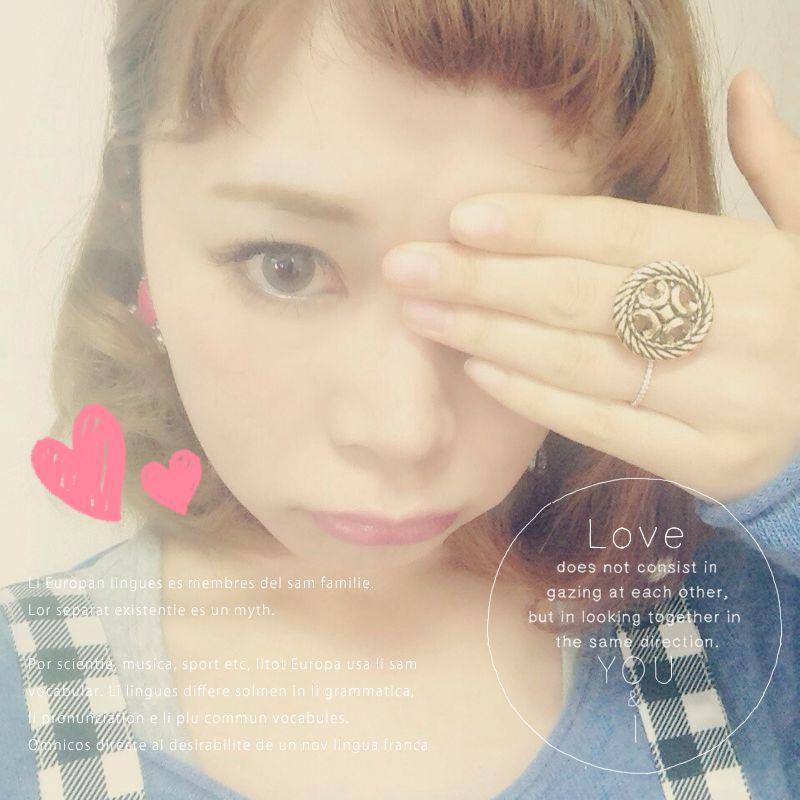 Li Europan lingues es membres del sam familie.
Lor separat existentie es un myth.
Por scientie, musica, sport etc, litot Europa usa li sam
vocabular. Li lingues differe solmen in li grammatica,
li pronunciation e li plu commun vocabules.
Omnicos directe al desirabilite de un nov lingua franca
Love
does not consist in
gazing at each other,
but in looking together in
the same direction.
YOU
&
I